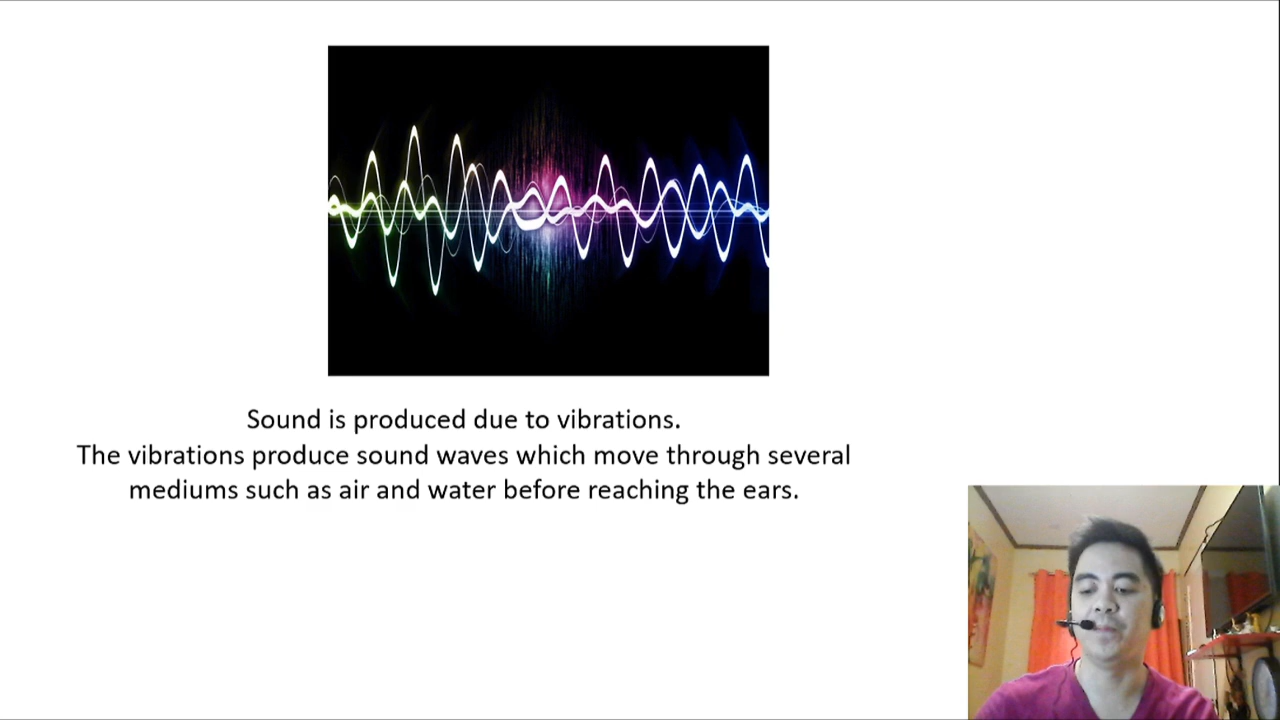 Sound is produced due to vibrations.
The vibrations produce sound waves which move through several
mediums such as air and water before reaching the ears.